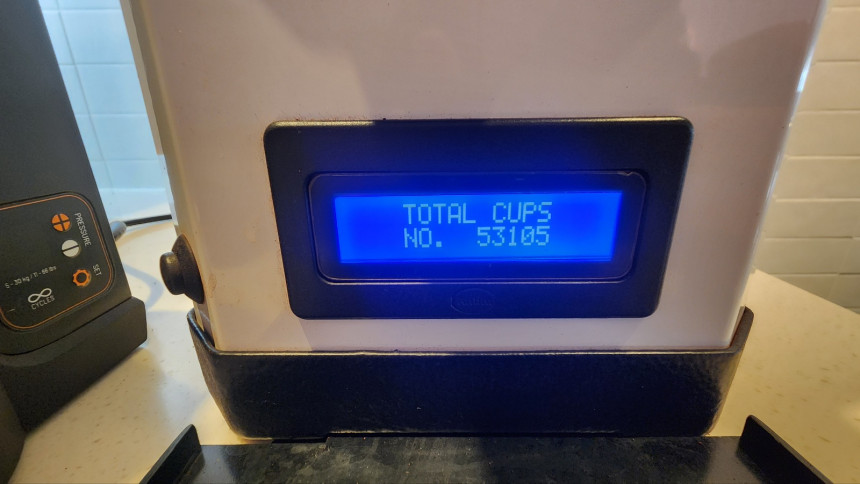 TOTAL CUPS
NO. 53105
PRESSURE
SET
CYCLES